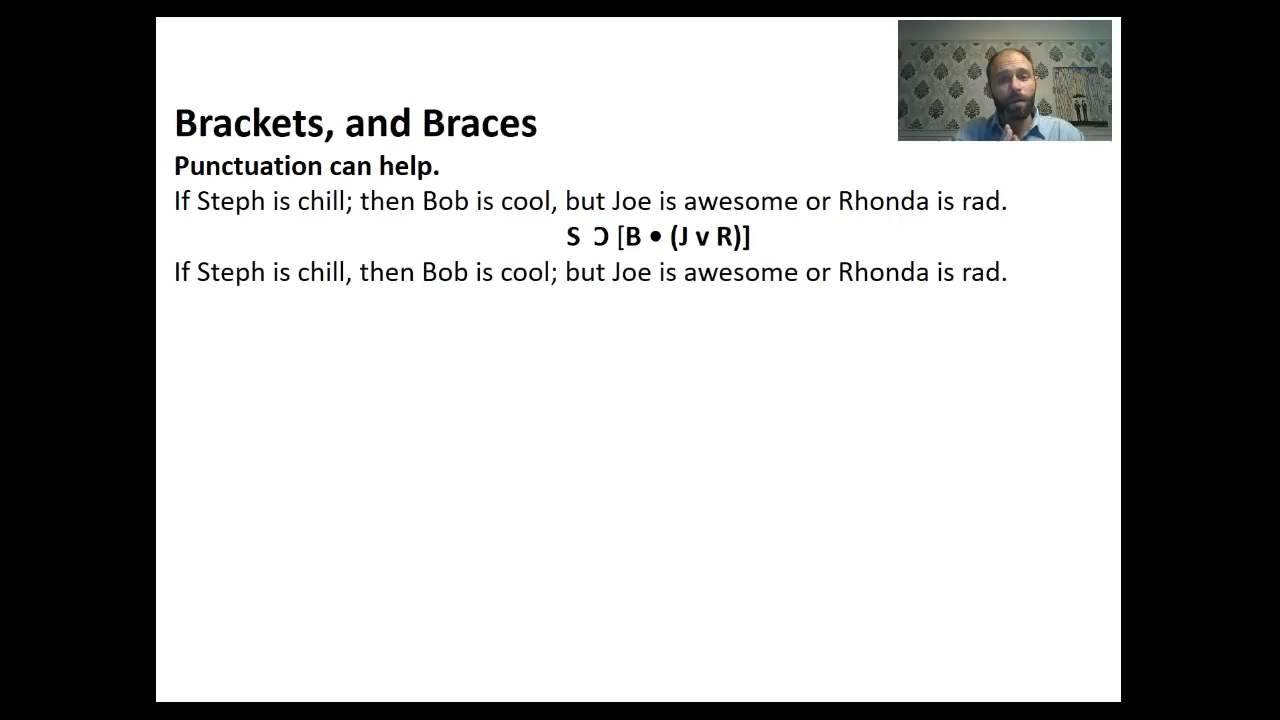 Brackets, and Braces
Punctuation can help.
If Steph is chill; then Bob is cool, but Joe is awesome or Rhonda is rad.
S Ɔ [B • (J v R)]
If Steph is chill, then Bob is cool; but Joe is awesome or Rhonda is rad.